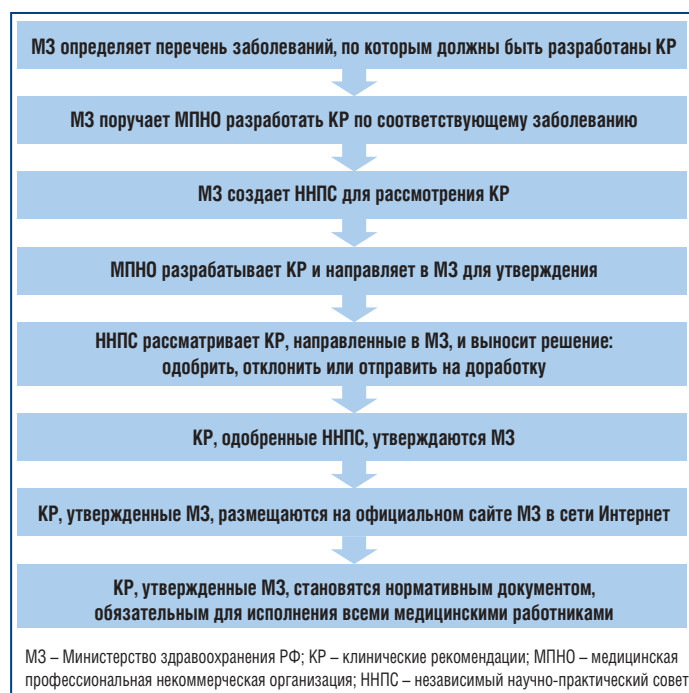 МЗ определяет перечень заболеваний, по которым должны быть разработаны КР
МЗ поручает МПНО разработать КР по соответствующему заболеванию
МЗ создает ННПС для рассмотрения КР
МПНО разрабатывает КР и направляет в МЗ для утверждения
ННПС рассматривает КР, направленные в МЗ, и выносит решение:
одобрить, отклонить или отправить на доработку
КР, одобренные ННПС, утверждаются МЗ
КР, утвержденные МЗ, размещаются на официальном сайте МЗ в сети Интернет
КР, утвержденные МЗ, становятся нормативным документом,
обязательным для исполнения всеми медицинскими работниками
МЗ – Министерство здравоохранения РФ; КР – клинические рекомендации; МПНО – медицинская
профессиональная некоммерческая организация; ННПС – независимый научно-практический совет